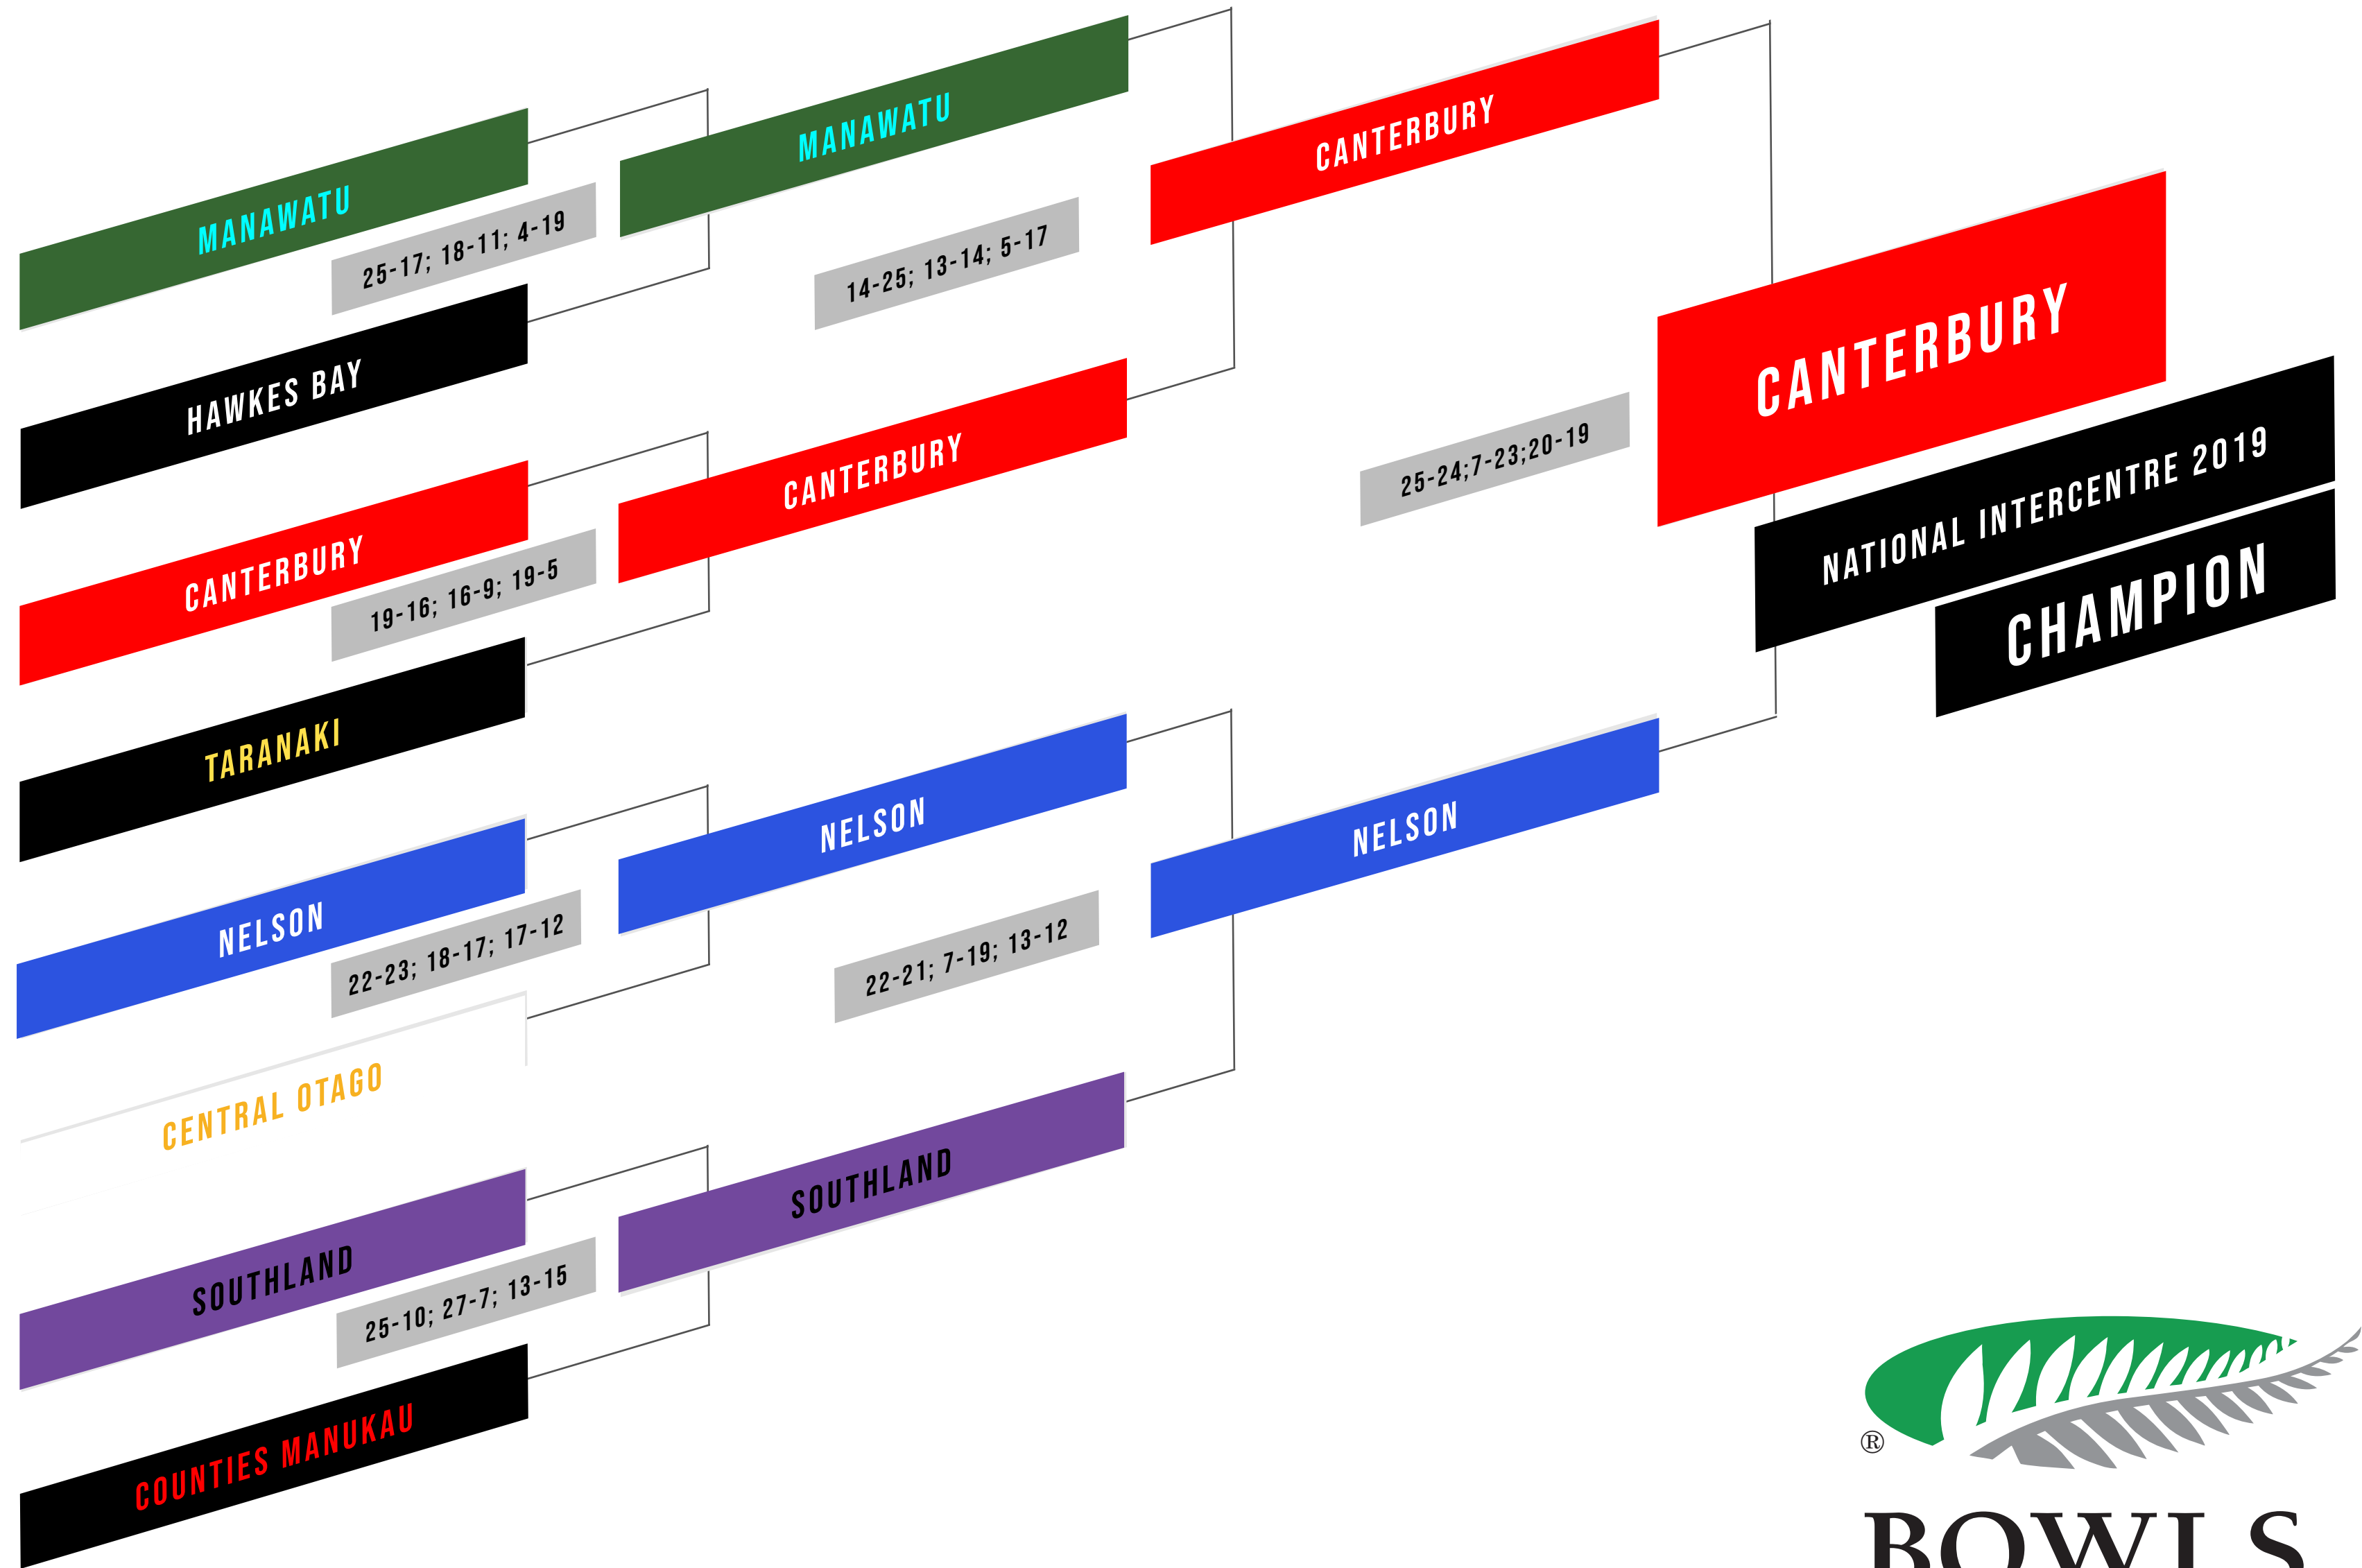 MANAWATU
25-17; 18-11; 4-19
HAWKES BAY
CANTERBURY
19-16; 16-9; 19-5
TARANAKI
NELSON
22-23; 18-17; 17-12
CENTRAL OTAGO
SOUTHLAND
25-10; 27-7; 13-15
COUNTIES MANUKAU
MANAWATU
14-25; 13-14; 5-17
CANTERBURY
NELSON
22-21; 7-19; 13-12
SOUTHLAND
CANTERBURY
25-24;7-23;20-19
NELSON
CANTERBURY
NATIONAL INTERCENTRE 2019
CHAMPION
®
BOWLS